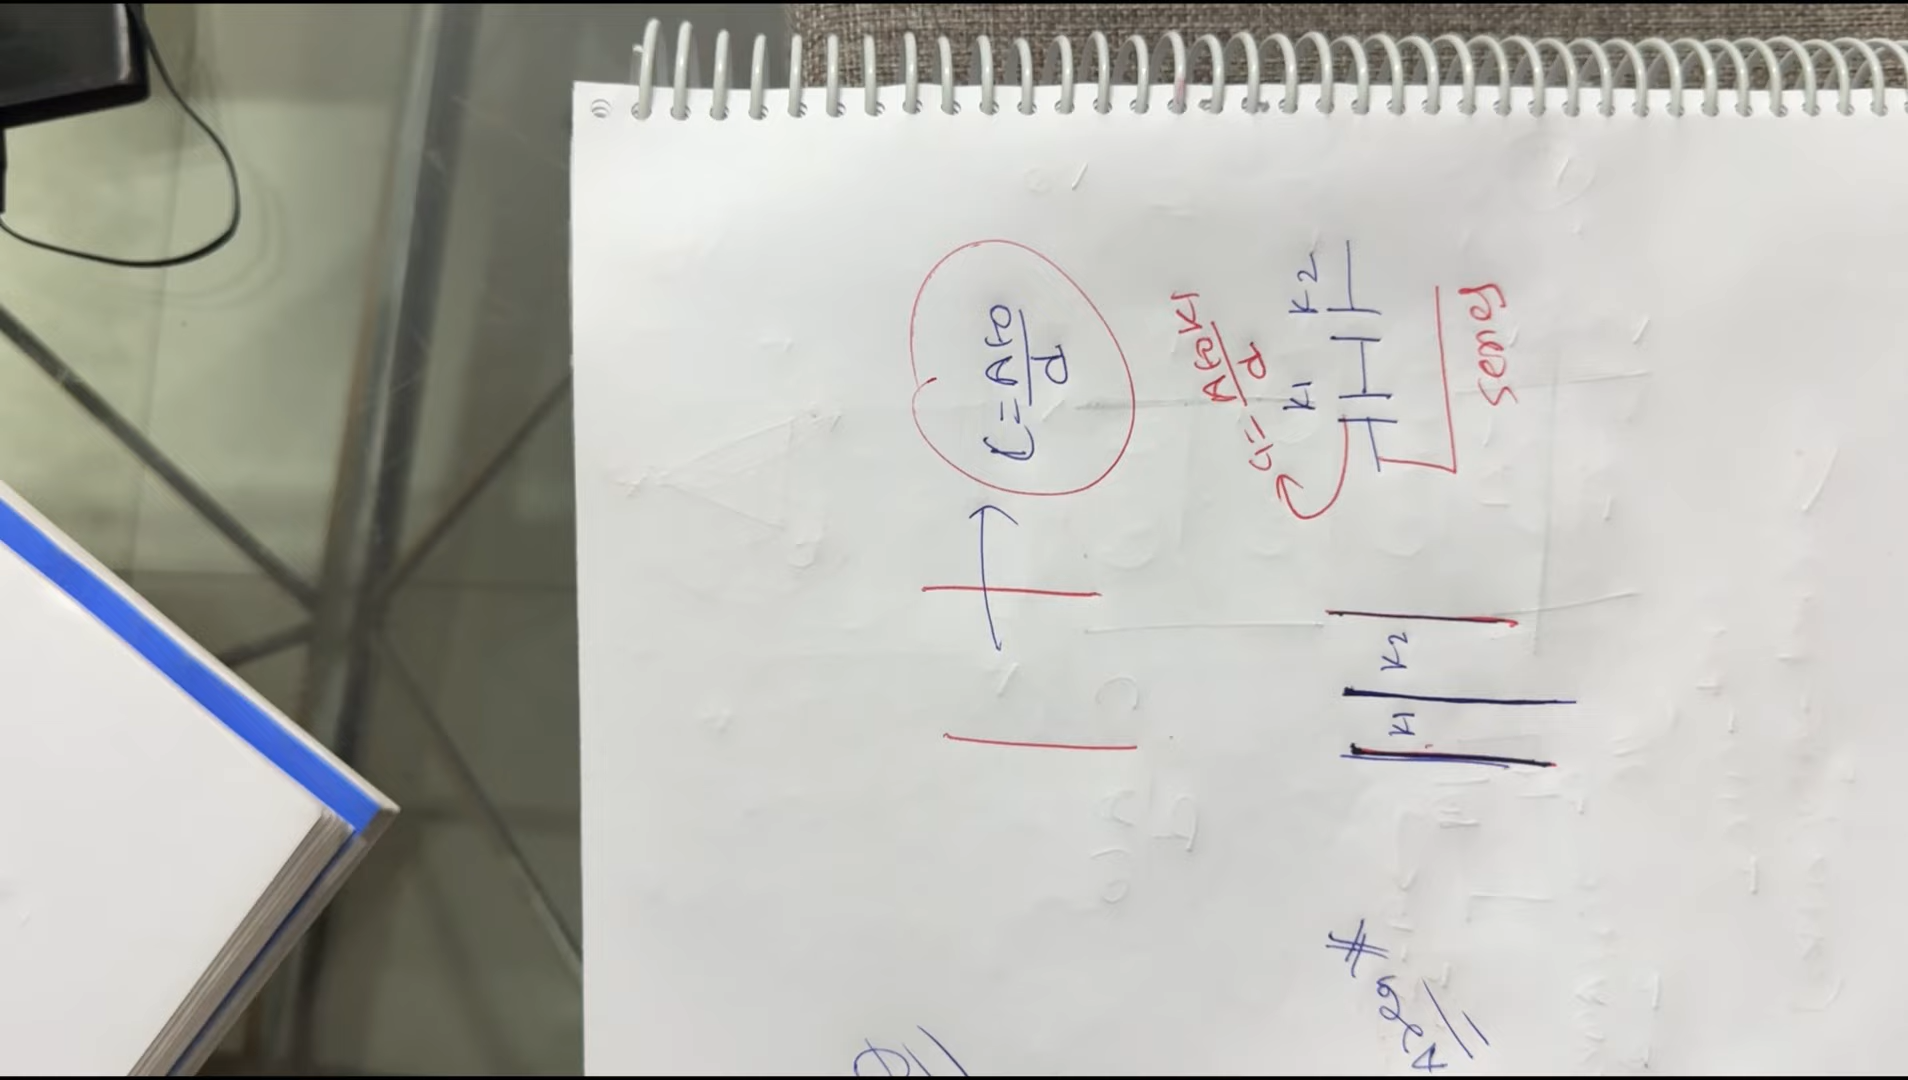 C = Aε0
d
K1 K2
C1 = Aε0K1
d
Series
K1 K2
#